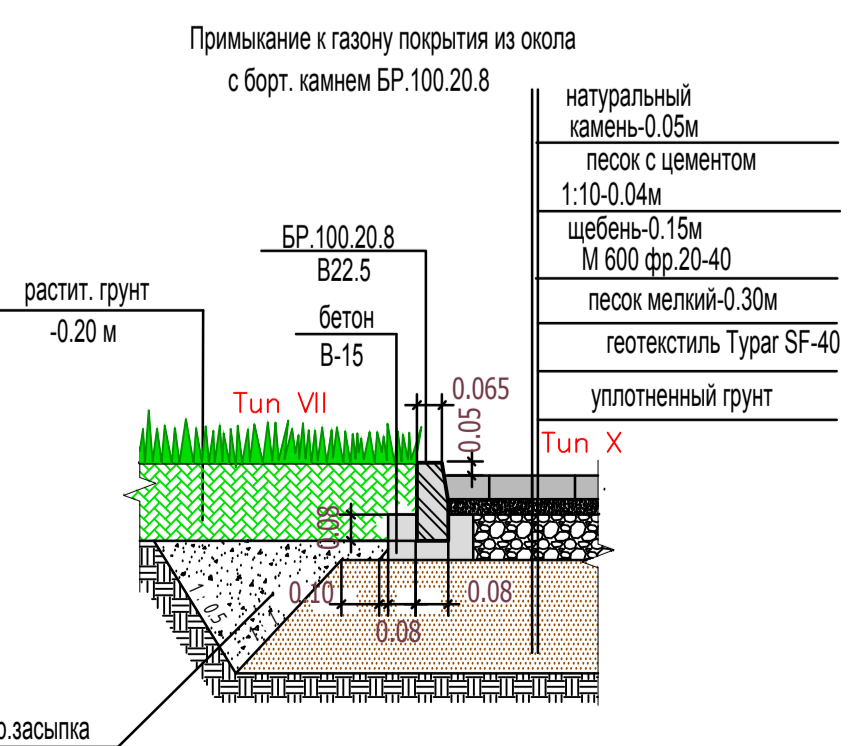 Примыкание к газону покрытия из окола
с борт. камнем БР.100.20.8
натуральный
камень-0.05м
песок с цементом
1:10-0.04м
щебень-0.15м
М 600 фр.20-40
песок мелкий-0.30м
геотекстиль Typar SF-40
уплотненный грунт
БР.100.20.8
В22.5
бетон
В-15
растит. грунт
-0.20 м
Тип VII
Тип X
0.065
0.05
0.08
0.10
0.08
0.08
1: 0.5
1: 1
р.засыпка